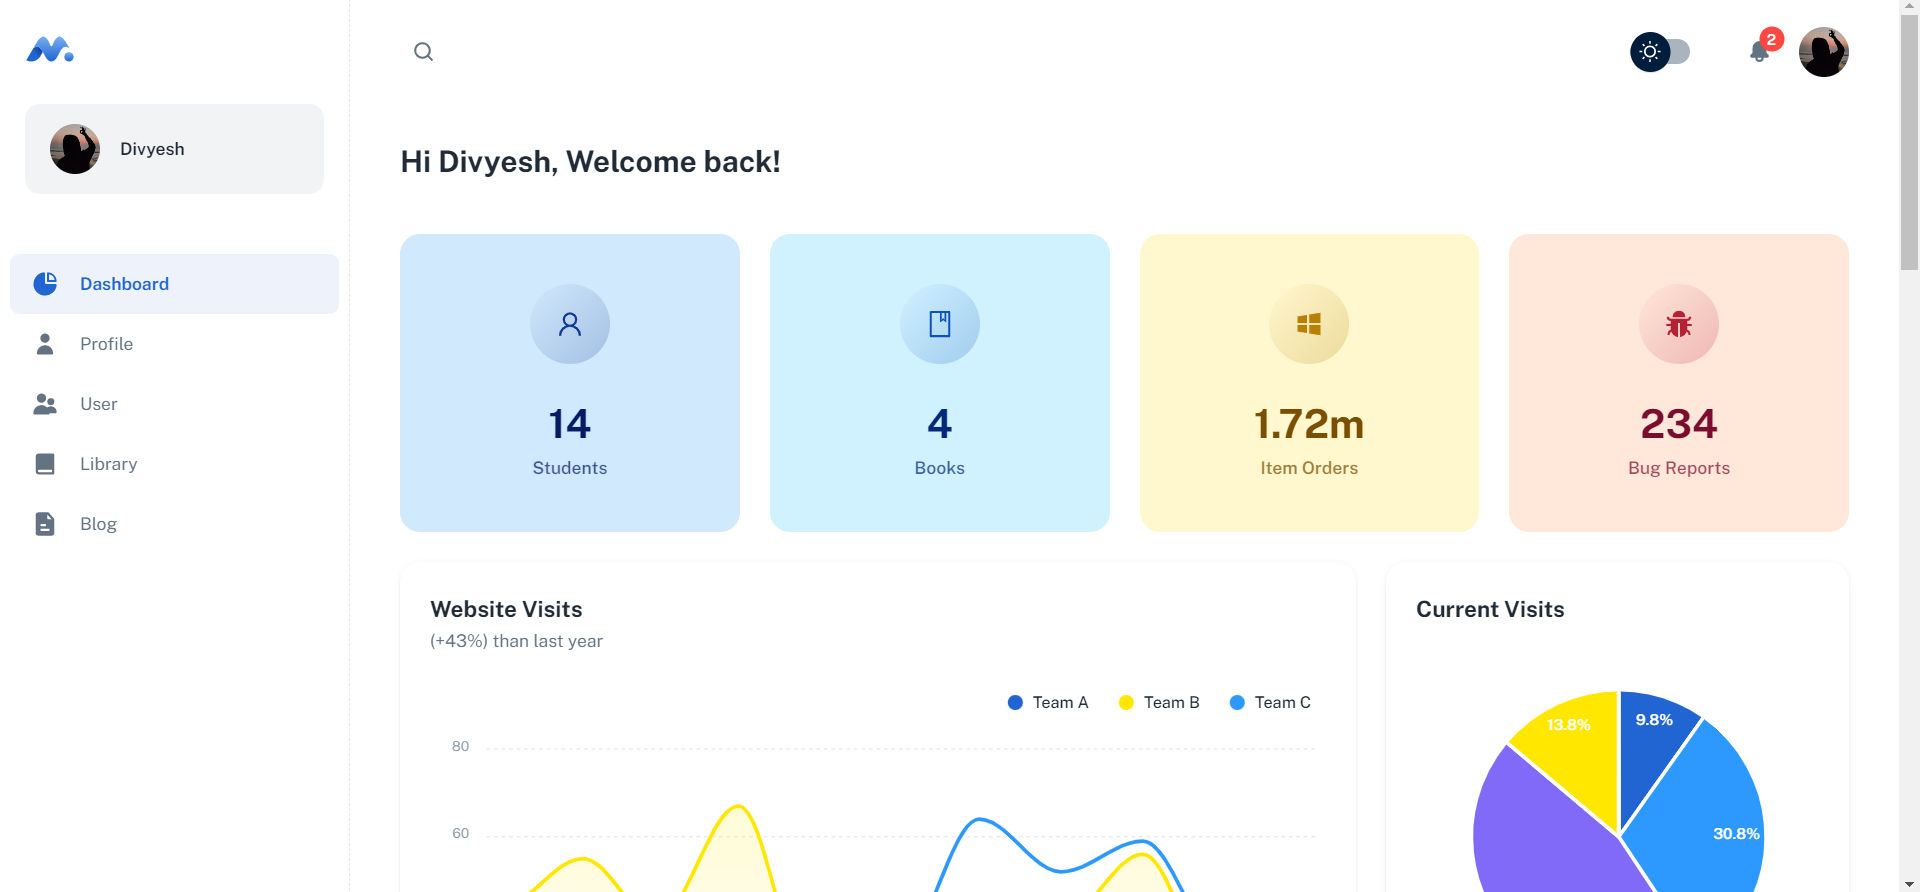 2
Divyesh
Hi Divyesh, Welcome back!
Dashboard
Profile
User
Library
Blog
14
Students
4
Books
1.72m
Item Orders
234
Bug Reports
Website Visits
(+43%) than last year
Team A
Team B
Team C
80
60
Current Visits
13.8%
9.8%
30.8%